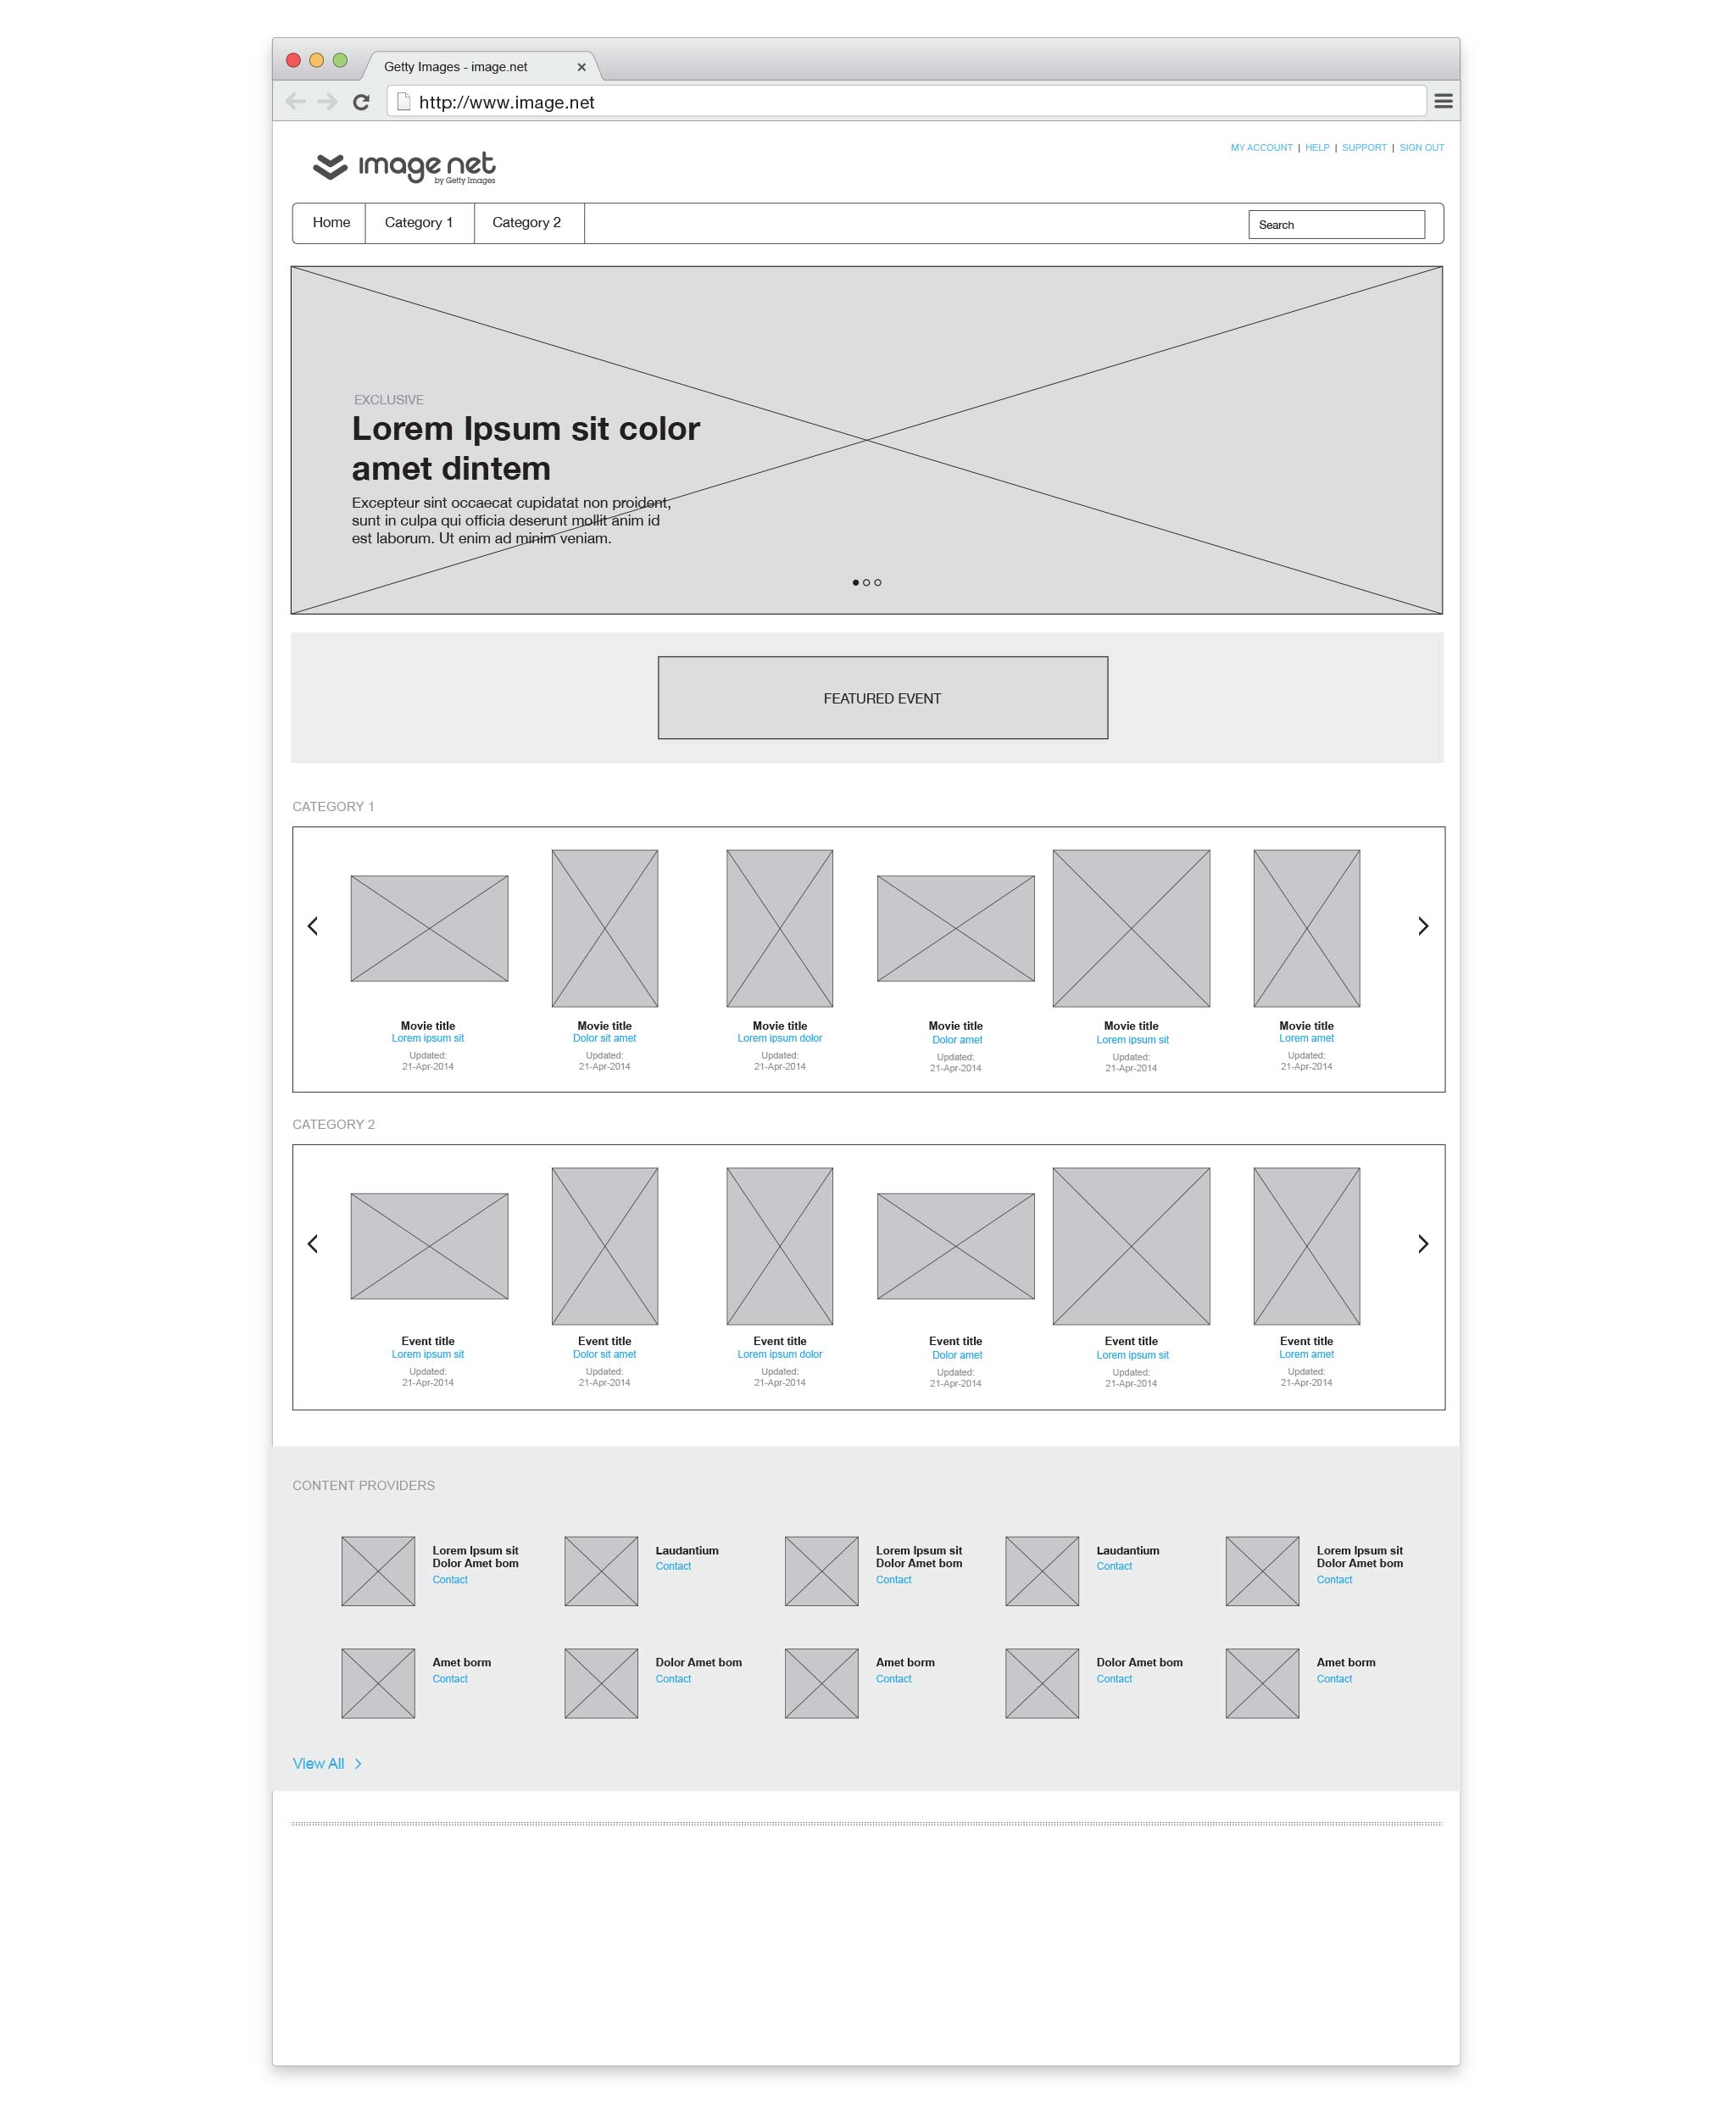 Getty Images - image.net
http://www.image.net
MY ACCOUNT | HELP | SUPPORT | SIGN OUT
image net
by Getty Images
Home Category 1 Category 2 Search
EXCLUSIVE
Lorem Ipsum sit color
amet dintem
Excepteur sint occaecat cupidatat non proident,
sunt in culpa qui officia deserunt mollit anim id
est laborum. Ut enim ad minim veniam.
FEATURED EVENT
CATEGORY 1
Movie title Movie title Movie title Movie title Movie title Movie title
Lorem ipsum sit Dolor sit amet Lorem ipsum dolor Dolor amet Lorem ipsum sit Lorem amet
Updated: Updated: Updated: Updated: Updated: Updated:
21-Apr-2014 21-Apr-2014 21-Apr-2014 21-Apr-2014 21-Apr-2014 21-Apr-2014
CATEGORY 2
Event title Event title Event title Event title Event title Event title
Lorem ipsum sit Dolor sit amet Lorem ipsum dolor Dolor amet Lorem ipsum sit Lorem amet
Updated: Updated: Updated: Updated: Updated: Updated:
21-Apr-2014 21-Apr-2014 21-Apr-2014 21-Apr-2014 21-Apr-2014 21-Apr-2014
CONTENT PROVIDERS
Lorem Ipsum sit
Dolor Amet bom
Contact
Laudantium
Contact
Lorem Ipsum sit
Dolor Amet bom
Contact
Laudantium
Contact
Lorem Ipsum sit
Dolor Amet bom
Contact
Amet borm
Contact
Dolor Amet bom
Contact
Amet borm
Contact
Dolor Amet bom
Contact
Amet borm
Contact
View All